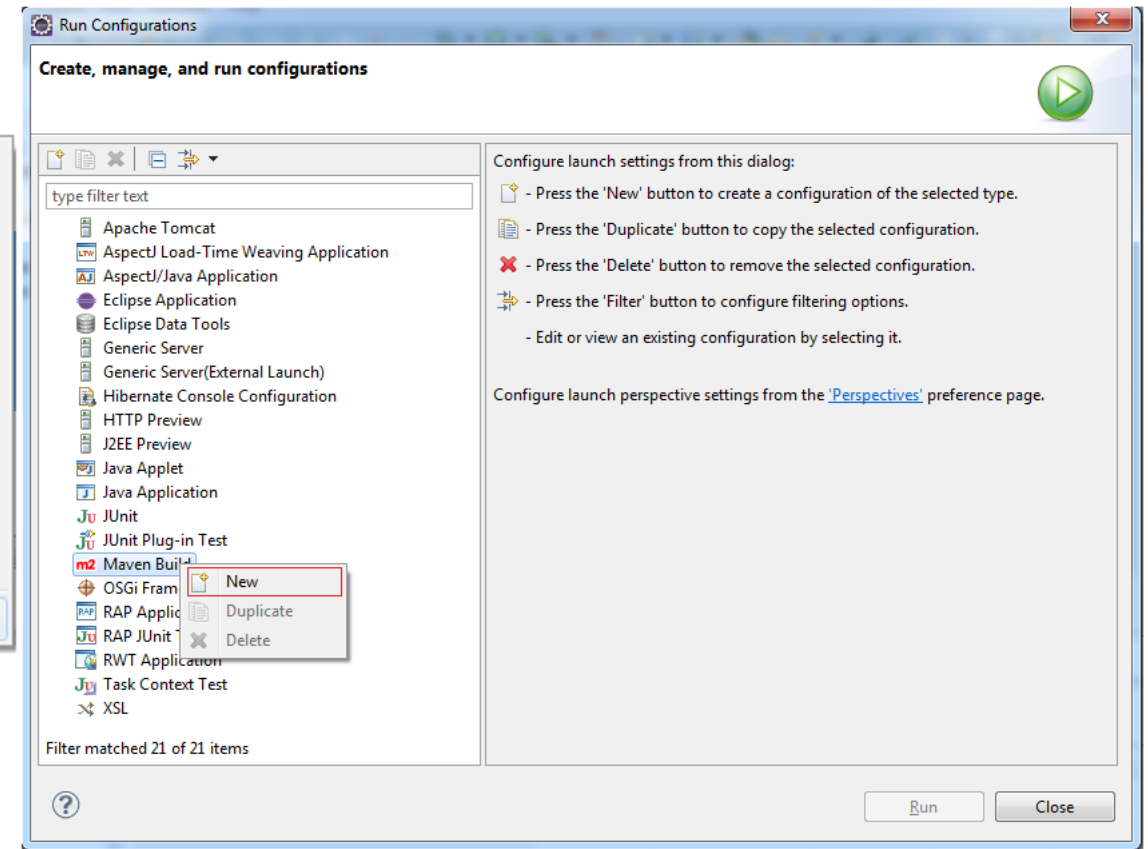 Run Configurations
Create, manage, and run configurations
type filter text
Apache Tomcat
AspectJ Load-Time Weaving Application
AspectJ/Java Application
Eclipse Application
Eclipse Data Tools
Generic Server
Generic Server(External Launch)
Hibernate Console Configuration
HTTP Preview
J2EE Preview
Java Applet
Java Application
JUnit
JUnit Plug-in Test
m2 Maven Build
OSGi Fram
RAP Applic
RAP JUnit T
RWT Application
Task Context Test
XSL
New
Duplicate
Delete
Filter matched 21 of 21 items
Configure launch settings from this dialog:
- Press the 'New' button to create a configuration of the selected type.
- Press the 'Duplicate' button to copy the selected configuration.
- Press the 'Delete' button to remove the selected configuration.
- Press the 'Filter' button to configure filtering options.
- Edit or view an existing configuration by selecting it.
Configure launch perspective settings from the 'Perspectives' preference page.
Run
Close